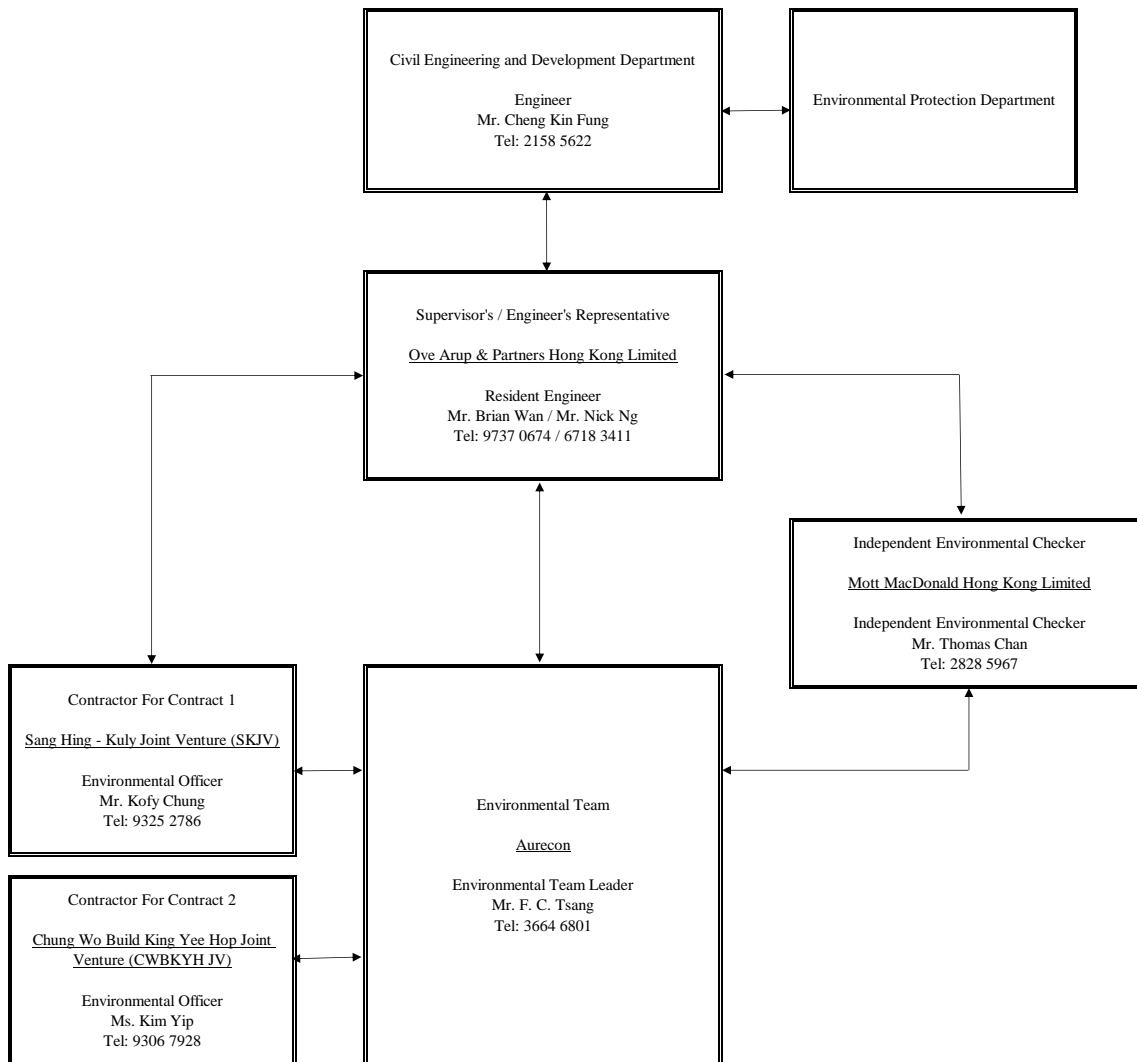 Civil Engineering and Development Department
Engineer
Mr. Cheng Kin Fung
Tel: 2158 5622
Environmental Protection Department
Supervisor's / Engineer's Representative
Ove Arup & Partners Hong Kong Limited
Resident Engineer
Mr. Brian Wan / Mr. Nick Ng
Tel: 9737 0674 / 6718 3411
Independent Environmental Checker
Mott MacDonald Hong Kong Limited
Independent Environmental Checker
Mr. Thomas Chan
Tel: 2828 5967
Contractor For Contract 1
Sang Hing - Kuly Joint Venture (SKJV)
Environmental Officer
Mr. Kofy Chung
Tel: 9325 2786
Environmental Team
Aurecon
Environmental Team Leader
Mr. F. C. Tsang
Tel: 3664 6801
Contractor For Contract 2
Chung Wo Build King Yee Hop Joint
Venture (CWBKYH JV)
Environmental Officer
Ms. Kim Yip
Tel: 9306 7928